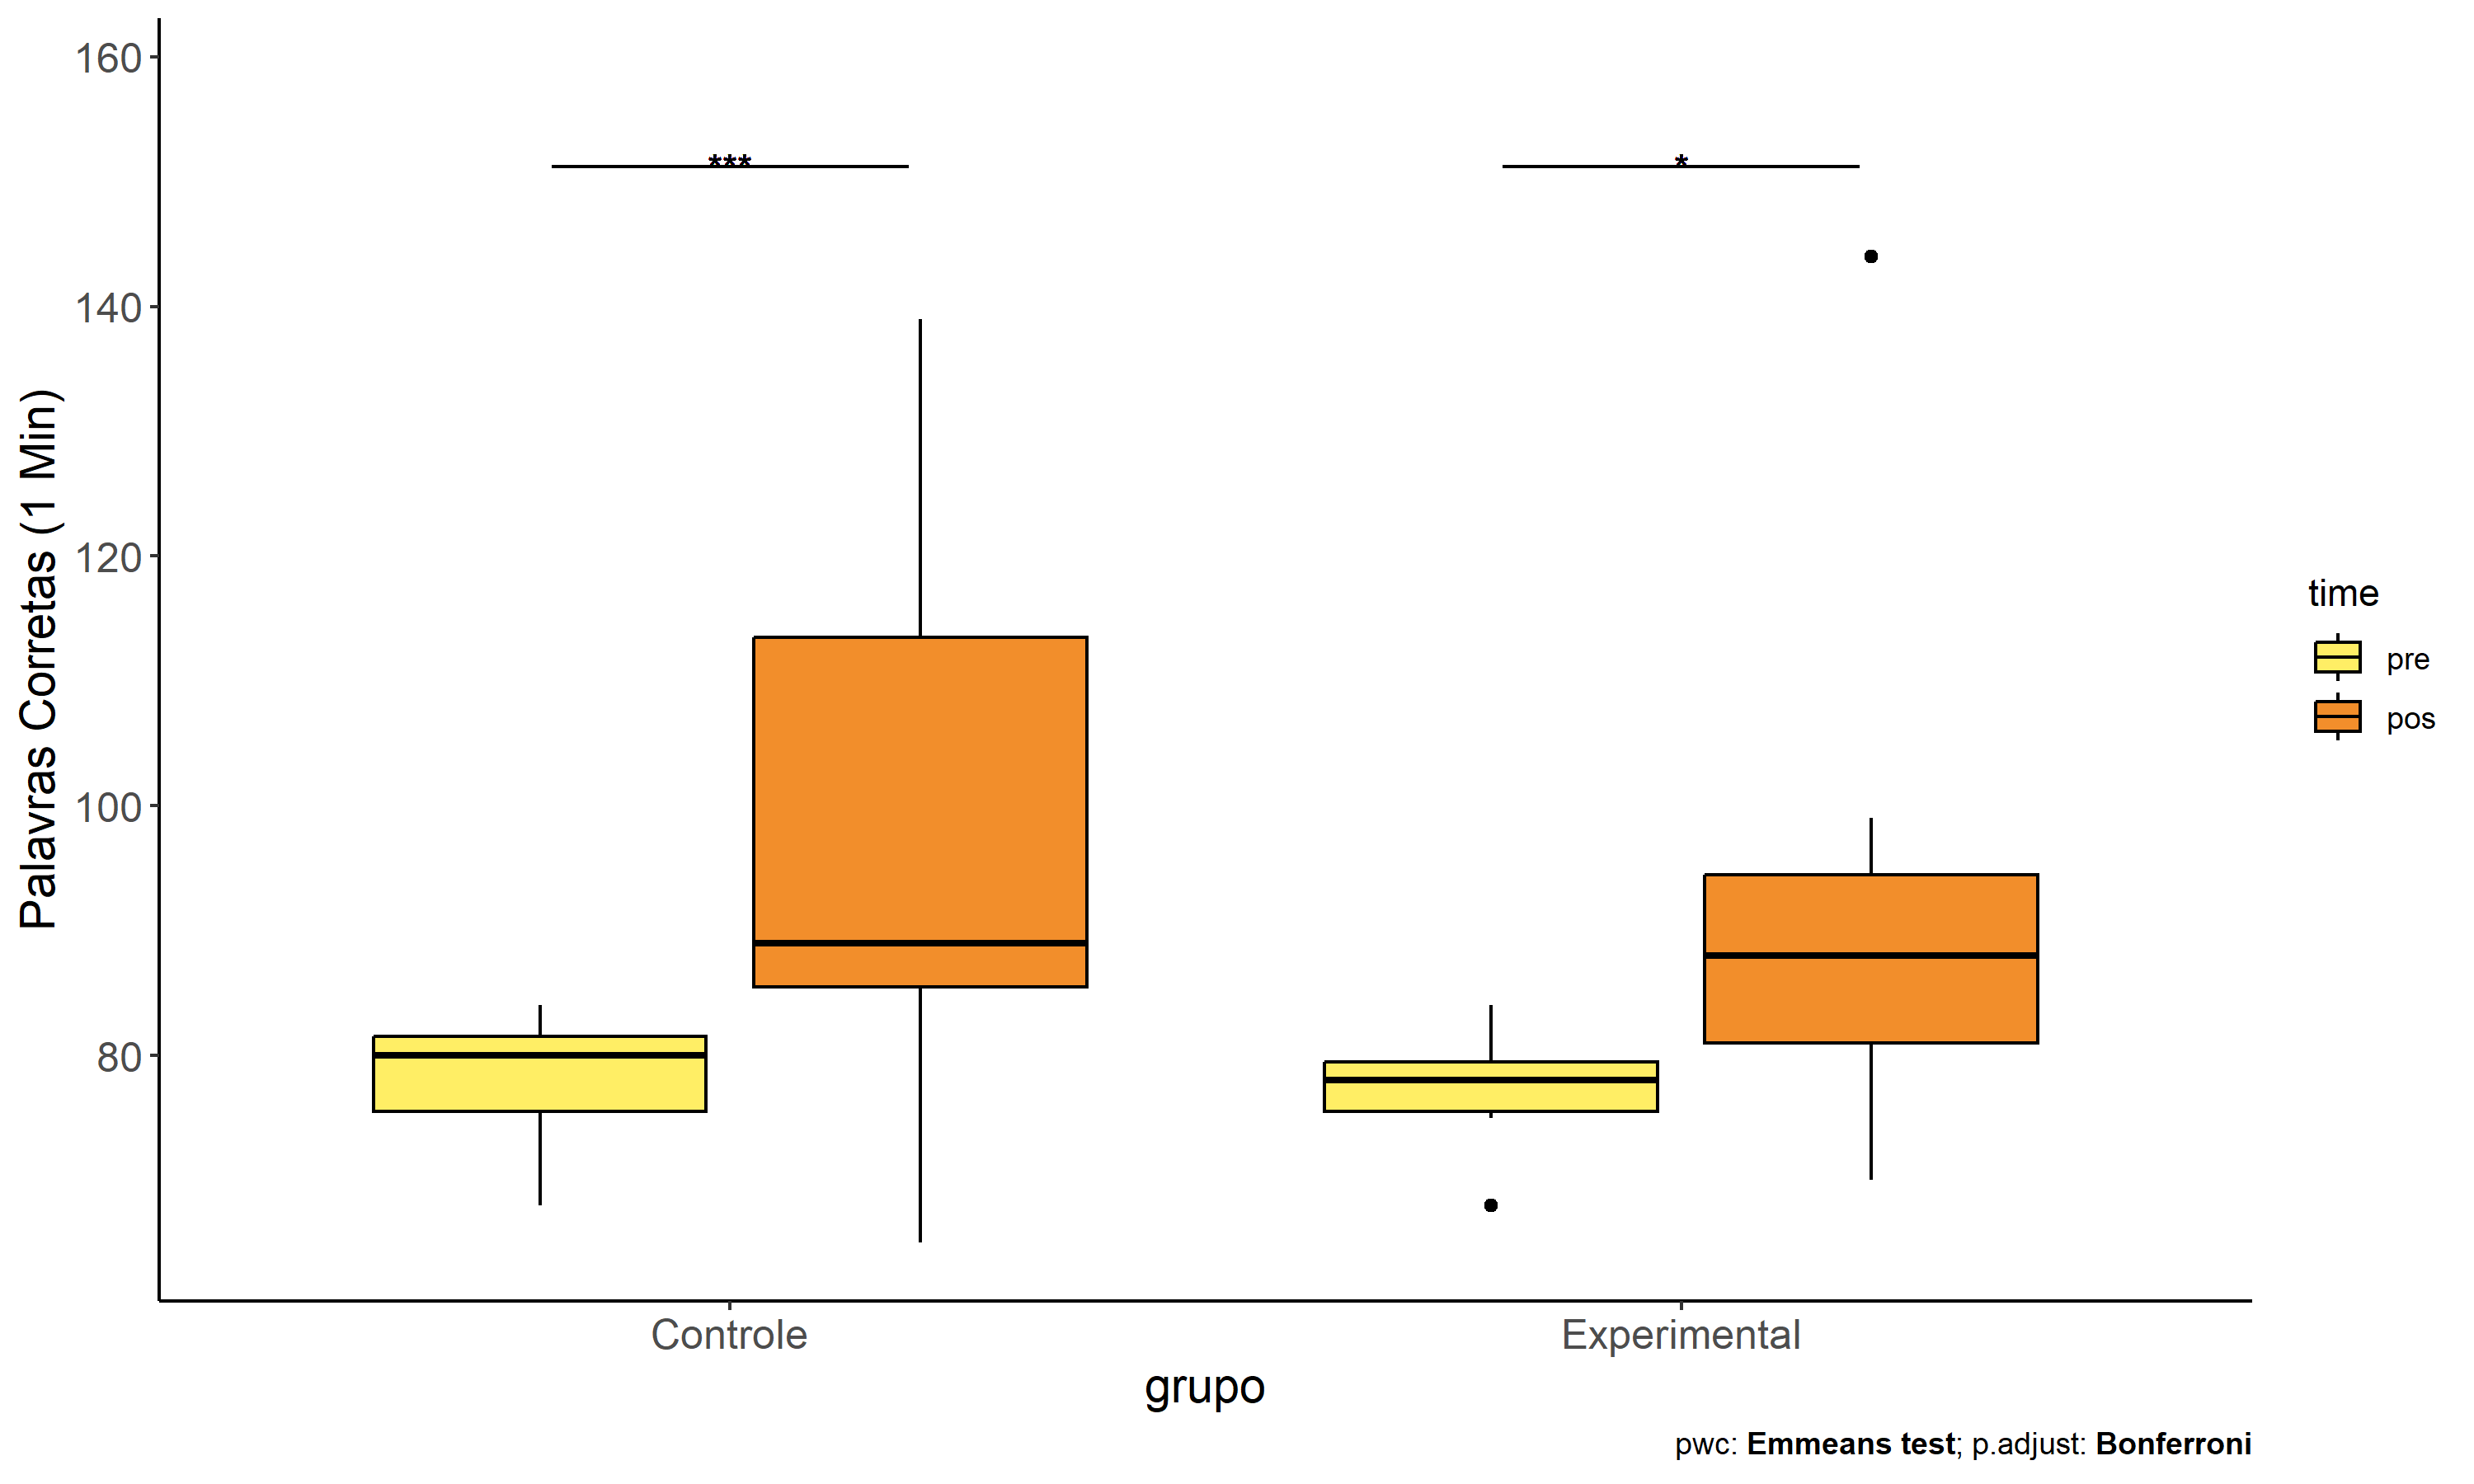 Palavras Corretas (1 Min)
160
140
120
100
80
***
*
Controle
Experimental
grupo
time
pre
pos
pwc: Emmeans test; p.adjust: Bonferroni